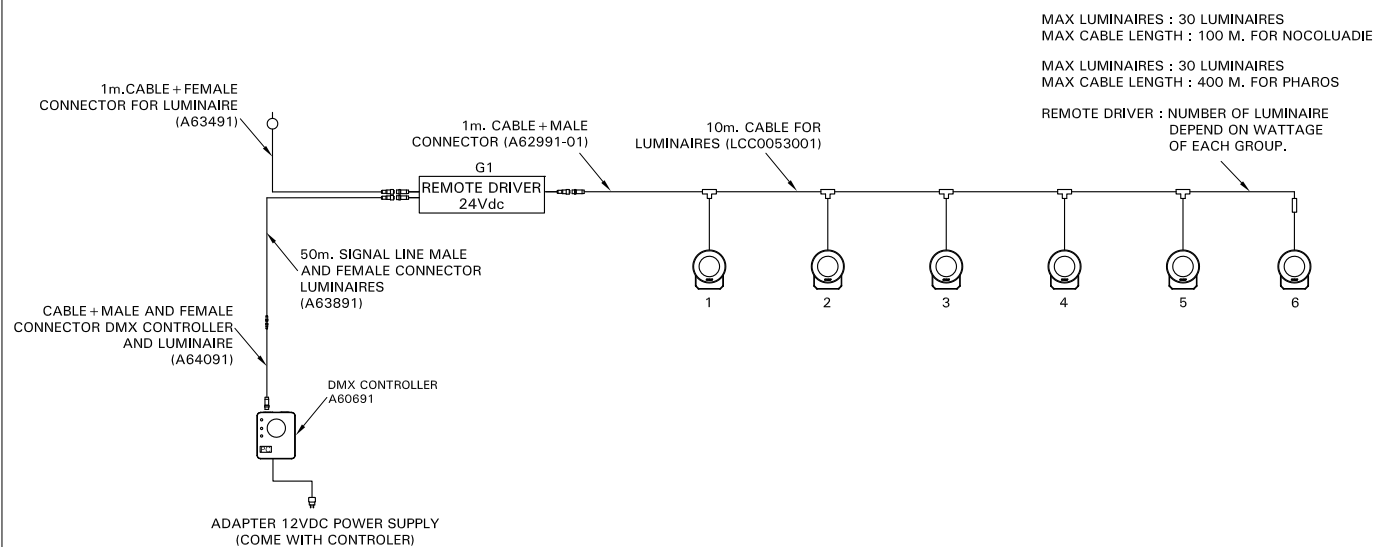 MAX LUMINAIRES : 30 LUMINAIRES
MAX CABLE LENGTH : 100 M. FOR NOCOLUADIE
MAX LUMINAIRES : 30 LUMINAIRES
MAX CABLE LENGTH : 400 M. FOR PHAROS
REMOTE DRIVER : NUMBER OF LUMINAIRE
DEPEND ON WATTAGE
OF EACH GROUP.
1m.CABLE+FEMALE
CONNECTOR FOR LUMINAIRE
(A63491)
1m. CABLE+MALE
CONNECTOR (A62991-01)
10m. CABLE FOR
LUMINAIRES (LCC0053001)
G1
REMOTE DRIVER
24Vdc
50m. SIGNAL LINE MALE
AND FEMALE CONNECTOR
LUMINAIRES
(A63891)
1
2
3
4
5
6
CABLE+MALE AND FEMALE
CONNECTOR DMX CONTROLLER
AND LUMINAIRE
(A64091)
DMX CONTROLLER
A60691
ADAPTER 12VDC POWER SUPPLY
(COME WITH CONTROLER)